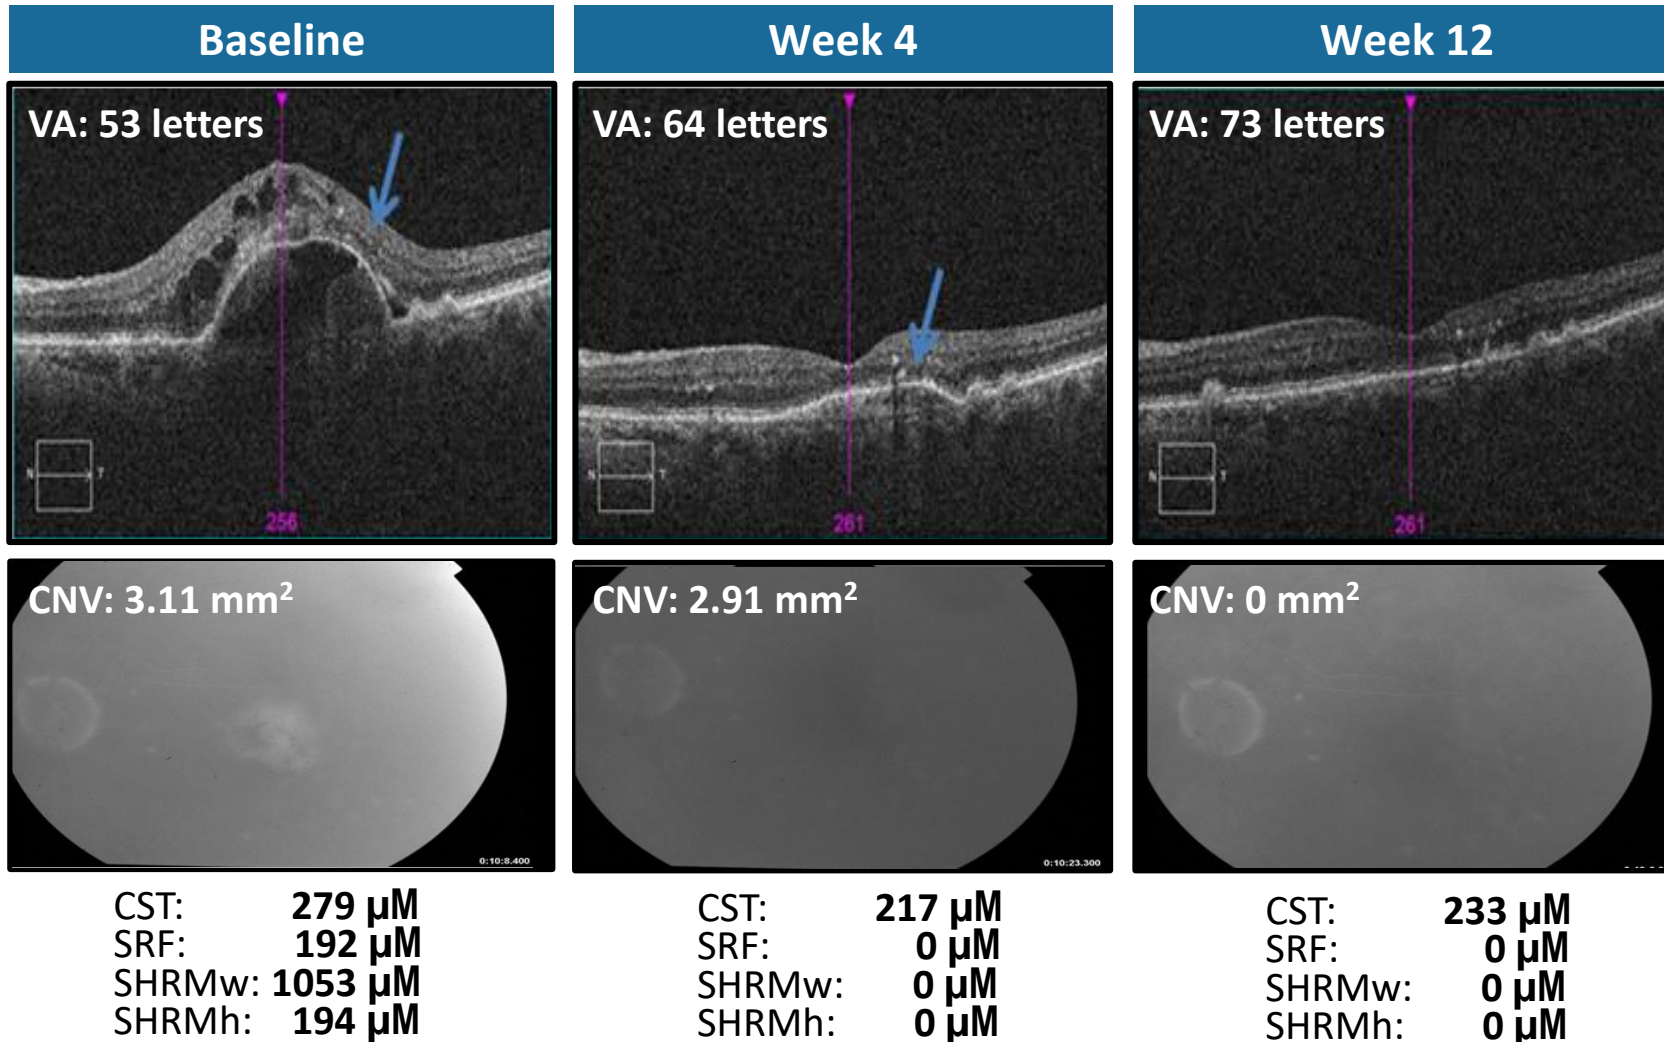 Baseline
Week 4
Week 12
VA: 53 letters
VA: 64 letters
VA: 73 letters
N T
N T
N T
256
261
261
CNV: 3.11 mm²
CNV: 2.91 mm²
CNV: 0 mm²
0:10:8.400
0:10:23.300
CST: 279 µM
SRF: 192 µM
SHRMw: 1053 µM
SHRMh: 194 µM
CST: 217 µM
SRF: 0 µM
SHRMw: 0 µM
SHRMh: 0 µM
CST: 233 µM
SRF: 0 µM
SHRMw: 0 µM
SHRMh: 0 µM